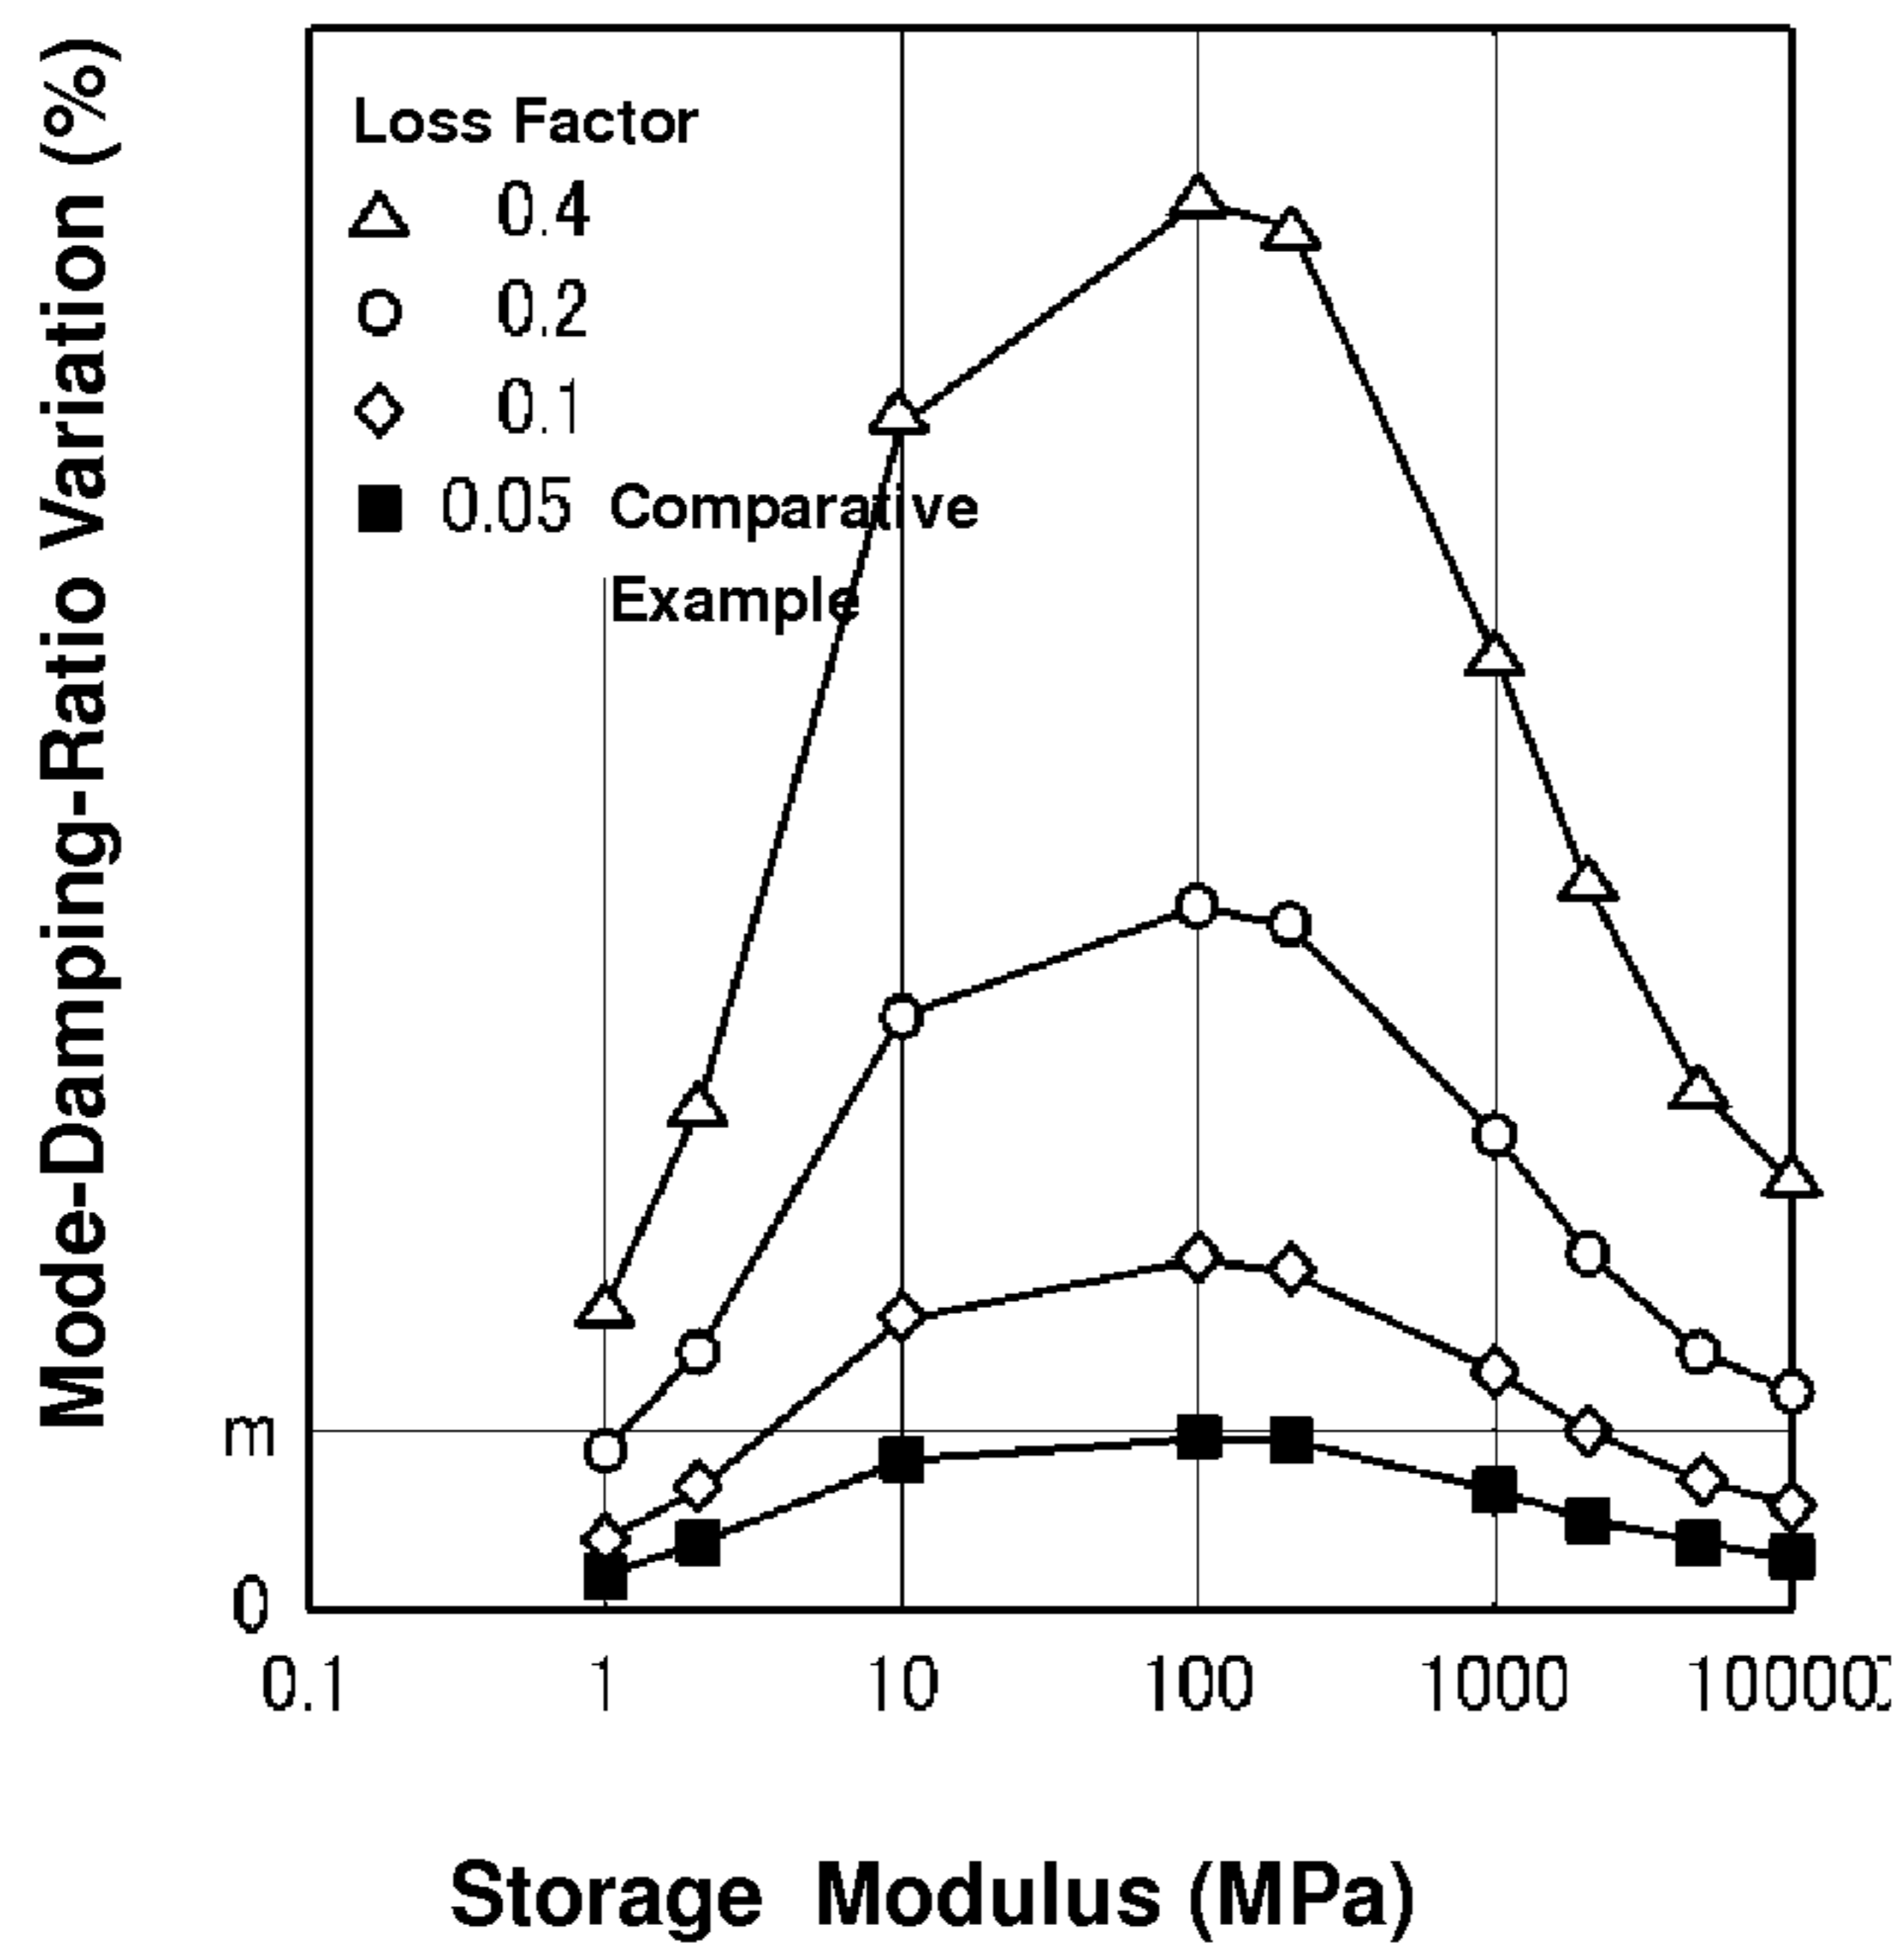 Mode-Damping-Ratio Variation (%)
Loss Factor
0.4
0.2
0.1
0.05 Comparative
Example
m
0
0.1 1 10 100 1000 10000
Storage Modulus (MPa)